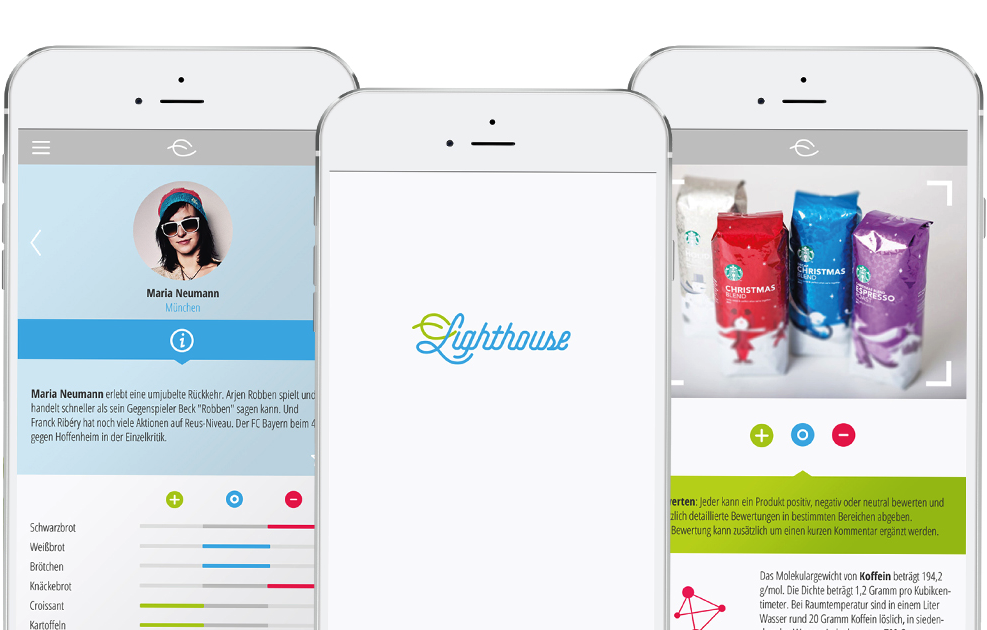 Maria Neumann
München
i
Maria Neumann erlebt eine umjubelte Rückkehr. Arjen Robben spielt und
handelt schneller als sein Gegenspieler Beck "Robben" sagen kann. Und
Franck Ribéry hat noch viele Aktionen auf Reus-Niveau. Der FC Bayern beim 4
gegen Hoffenheim in der Einzelkritik.
Schwarzbrot
Weißbrot
Brötchen
Knäckebrot
Croissant
Kartoffeln
Lighthouse
CHRISTMAS
BLEND
CHRISTMAS
BLEND
ESPRESSO
erten: Jeder kann ein Produkt positiv, negativ oder neutral bewerten und
zlich detaillierte Bewertungen in bestimmten Bereichen abgeben.
Bewertung kann zusätzlich um einen kurzen Kommentar ergänzt werden.
Das Molekulargewicht von Koffein beträgt 194,2
g/mol. Die Dichte beträgt 1,2 Gramm pro Kubikcen-
timeter. Bei Raumtemperatur sind in einem Liter
Wasser rund 20 Gramm Koffein löslich, in sieden-